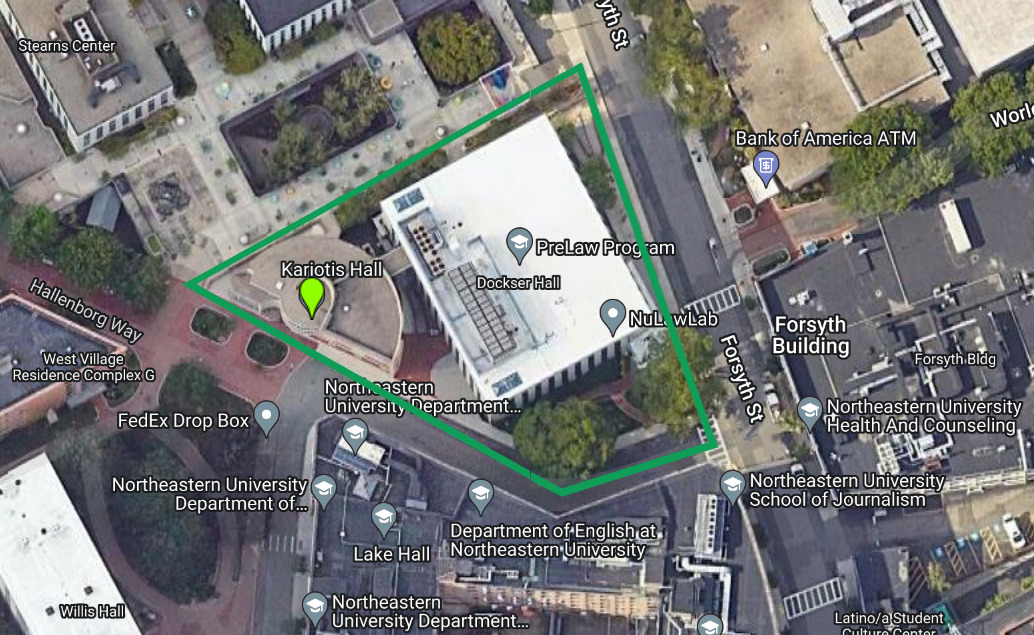 yth St
Stearns Center
Bank of America ATM
Worl
PreLaw Program
Kariotis Hall
Dockser Hall
Hallenborg Way
NuLawLab
Forsyth
Building
Forsyth St
West Village
Residence Complex G
Forsyth Bldg
Northeastern
University Department...
FedEx Drop Box
Northeastern University
Health And Counseling
Northeastern University
Department of...
Northeastern University
School of Journalism
Department of English at
Northeastern University
Lake Hall
Willis Hall
Northeastern
University Department...
Latino/a Student
Culture Center